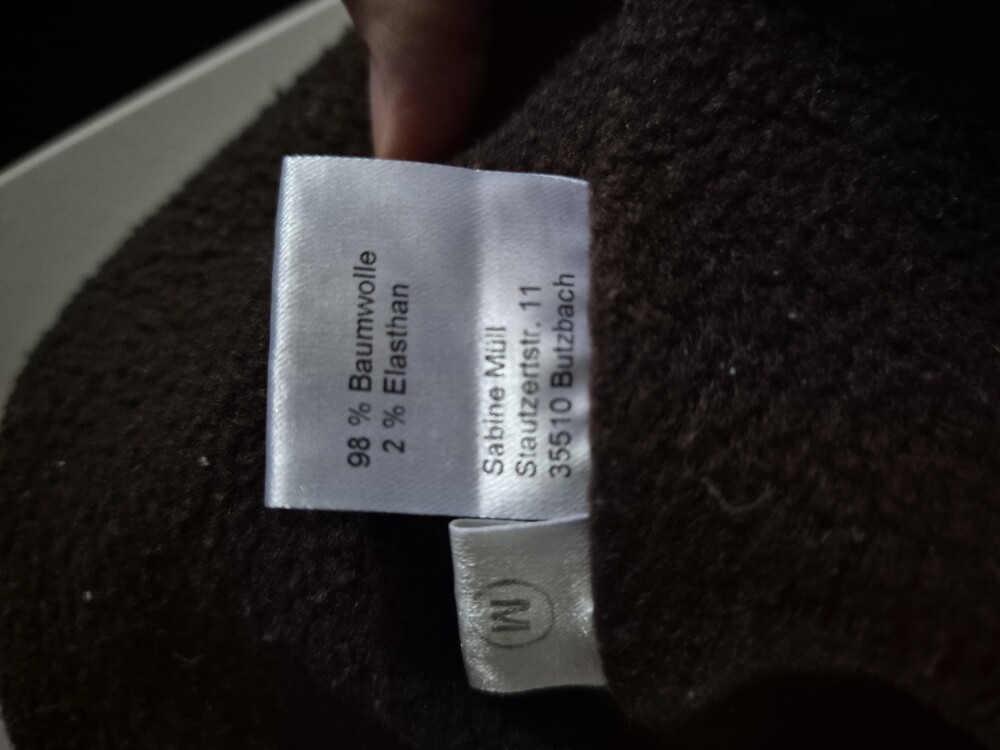 98 % Baumwolle
2 % Elasthan
Sabine Müll
Stautzertstr. 11
35510 Butzbach
M